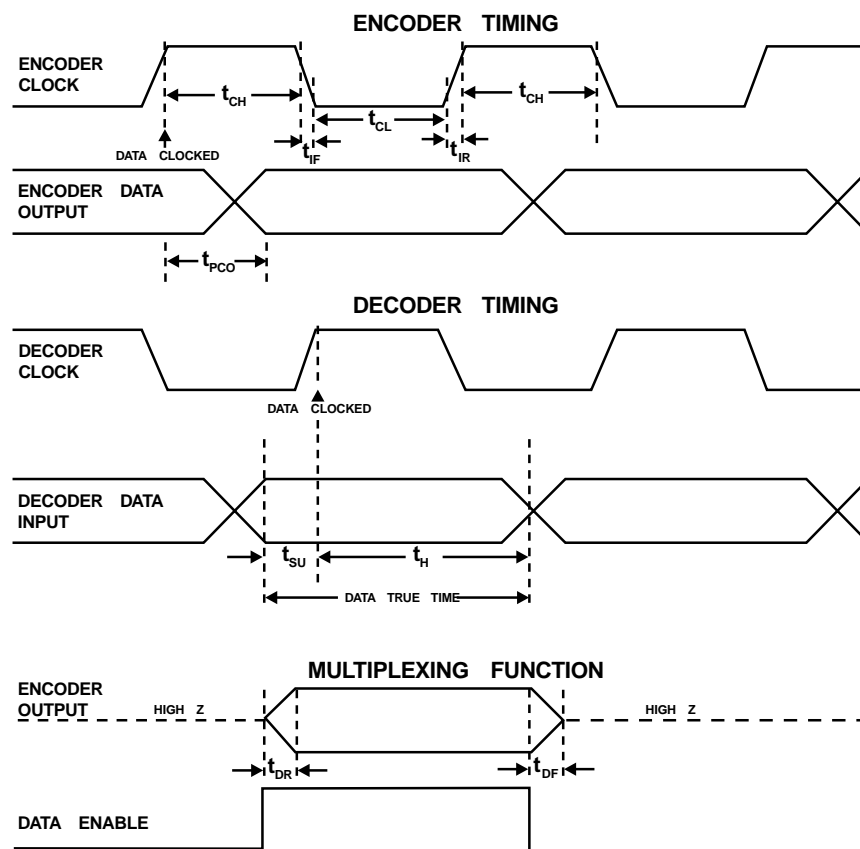 ENCODER TIMING
ENCODER
CLOCK
tCH
tCL
tCH
tIF
tIR
DATA CLOCKED
ENCODER DATA
OUTPUT
tPCO
DECODER TIMING
DECODER
CLOCK
DATA CLOCKED
DECODER DATA
INPUT
tSU
tH
DATA TRUE TIME
MULTIPLEXING FUNCTION
ENCODER
OUTPUT
HIGH Z
HIGH Z
tDR
tDF
DATA ENABLE